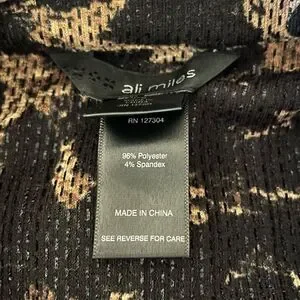 ali miles
RN 127304
96% Polyester
4% Spandex
MADE IN CHINA
SEE REVERSE FOR CARE